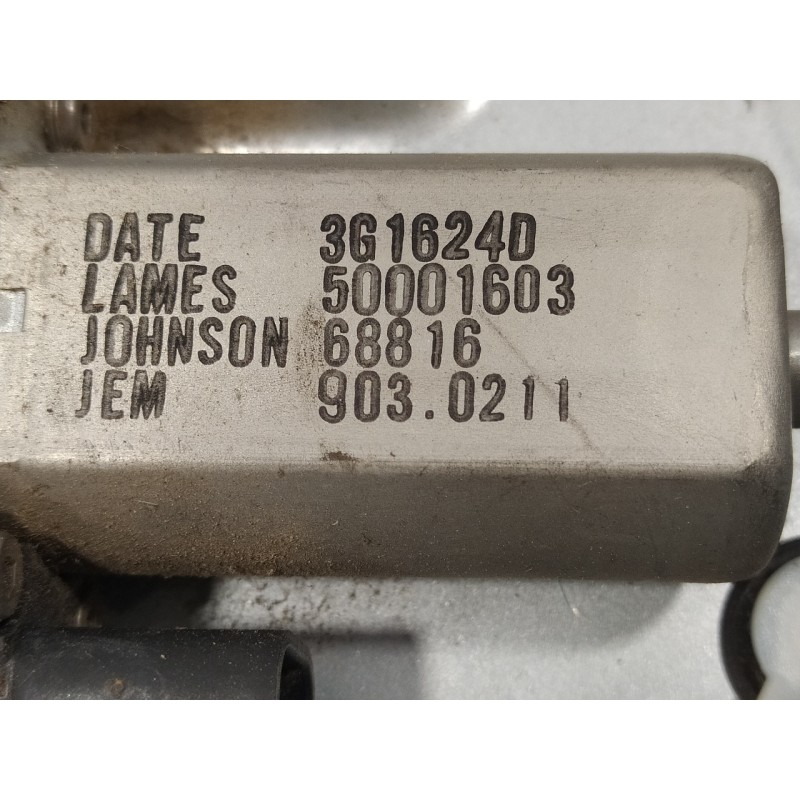 DATE 3G1624D
LAMES 50001603
JOHNSON 68816
JEM 903.0211